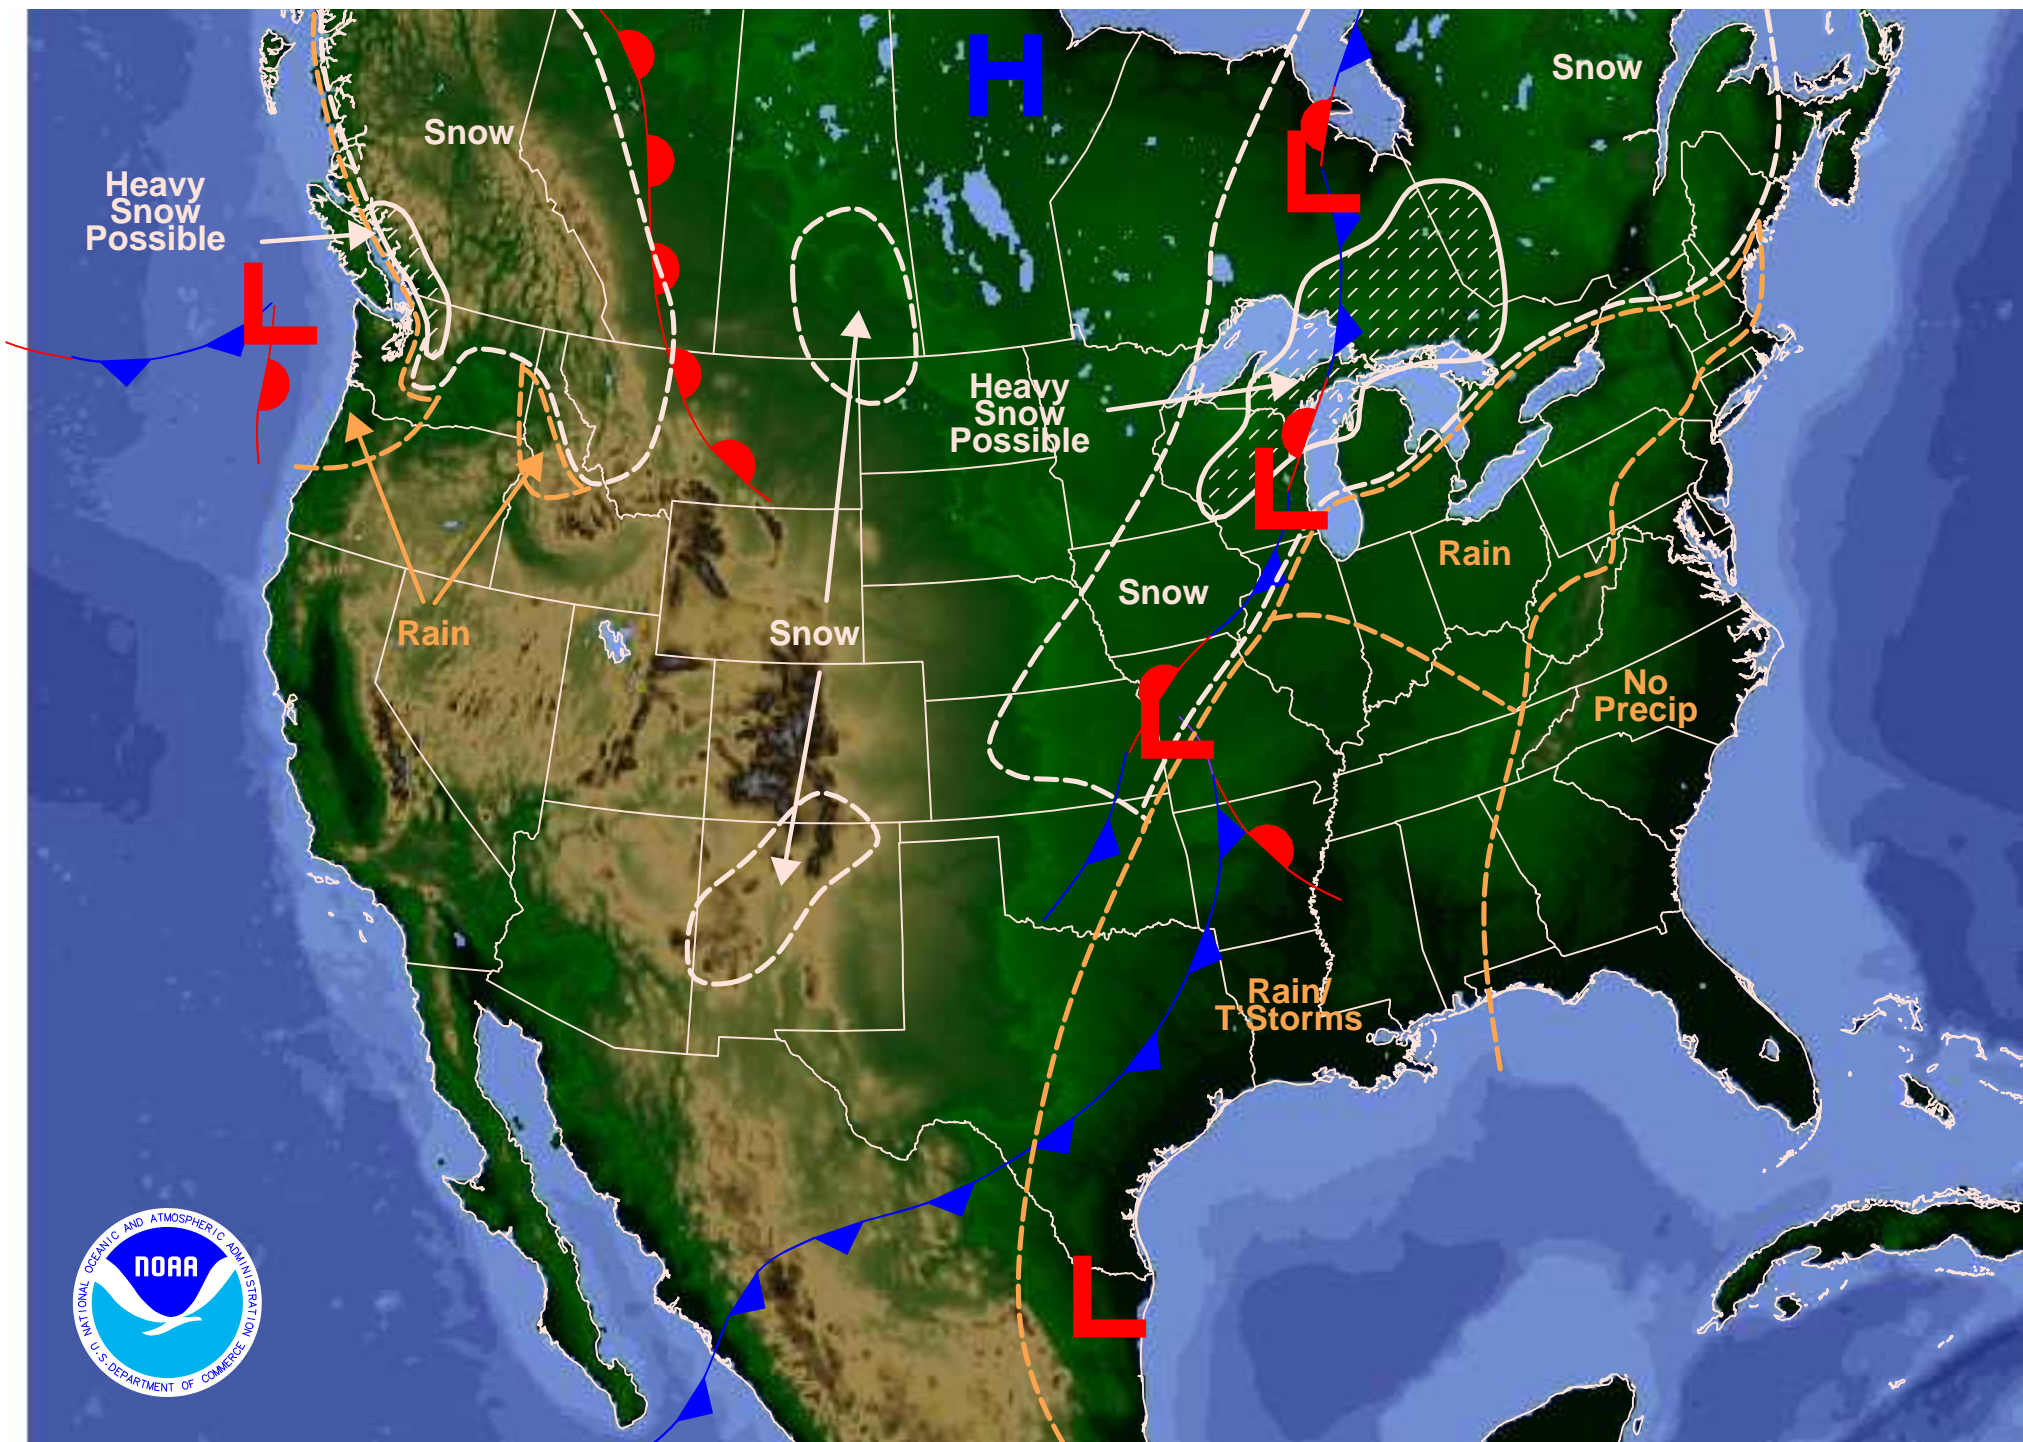 H
Snow
Snow
Heavy
Snow
Possible
L
L
Heavy
Snow
Possible
L
Rain
Snow
Rain
Snow
No
Precip
L
Rain/
T'Storms
L
NATIONAL OCEANIC AND ATMOSPHERIC ADMINISTRATION
NOAA
U.S. DEPARTMENT OF COMMERCE